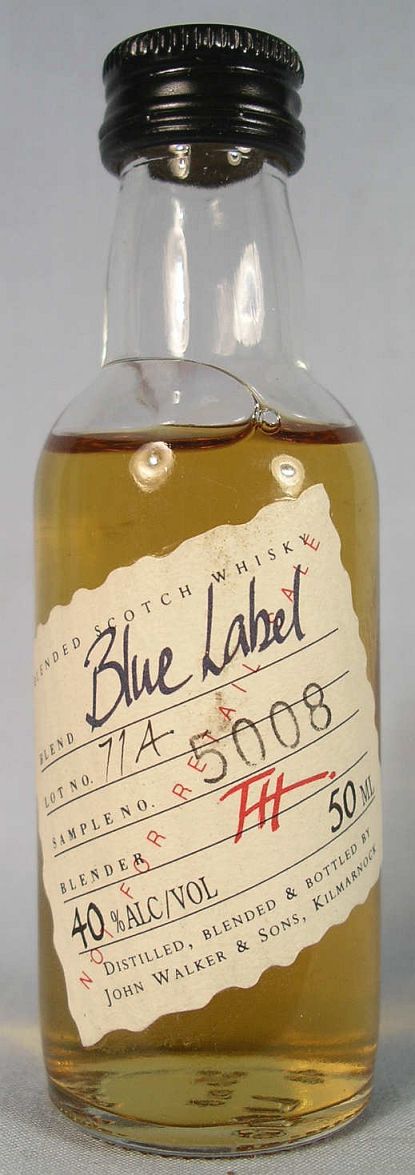 BLENDED SCOTCH WHISKY
BLEND Blue Label
LOT NO. 71A
SAMPLE NO. 5008
BLENDER TH.
40 %ALC/VOL 50 ML
DISTILLED, BLENDED & BOTTLED BY
JOHN WALKER & SONS, KILMARNOCK
NOT FOR RETAIL SALE